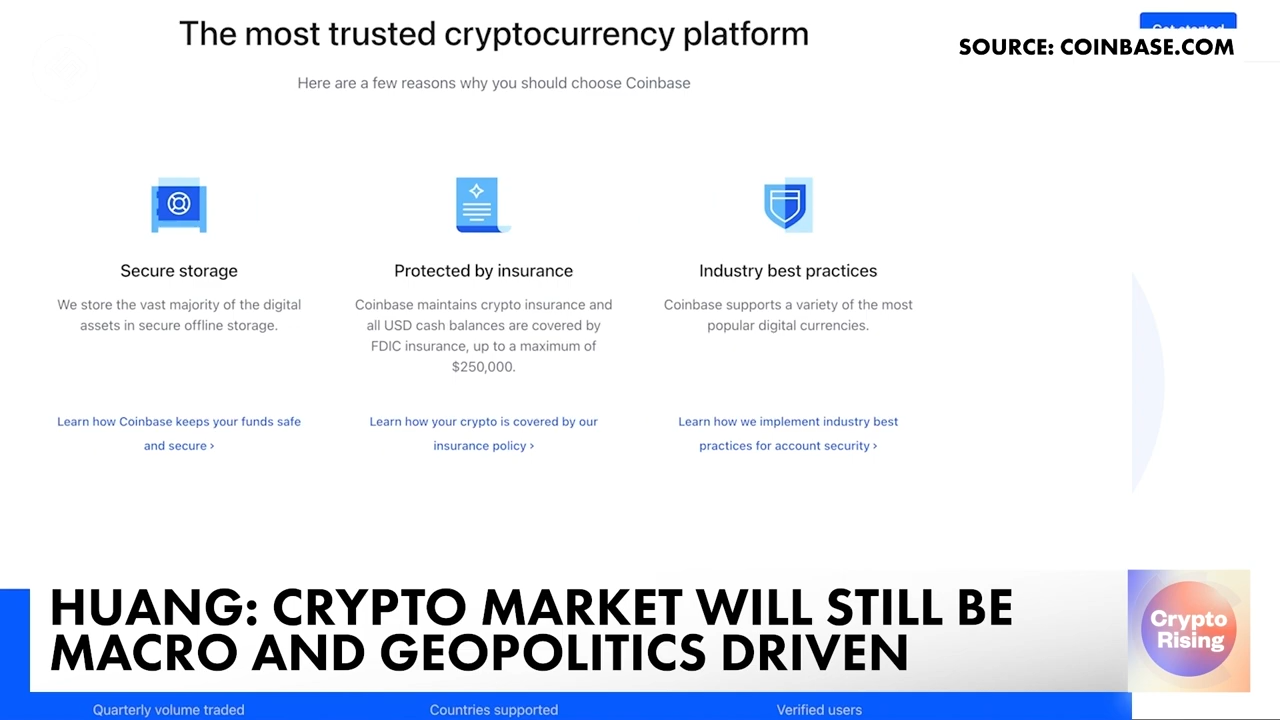 The most trusted cryptocurrency platform
Get started
SOURCE: COINBASE.COM
Here are a few reasons why you should choose Coinbase
Secure storage
We store the vast majority of the digital
assets in secure offline storage.
Learn how Coinbase keeps your funds safe
and secure ›
Protected by insurance
Coinbase maintains crypto insurance and
all USD cash balances are covered by
FDIC insurance, up to a maximum of
$250,000.
Learn how your crypto is covered by our
insurance policy ›
Industry best practices
Coinbase supports a variety of the most
popular digital currencies.
Learn how we implement industry best
practices for account security ›
HUANG: CRYPTO MARKET WILL STILL BE
MACRO AND GEOPOLITICS DRIVEN
Crypto
Rising
Quarterly volume traded
Countries supported
Verified users